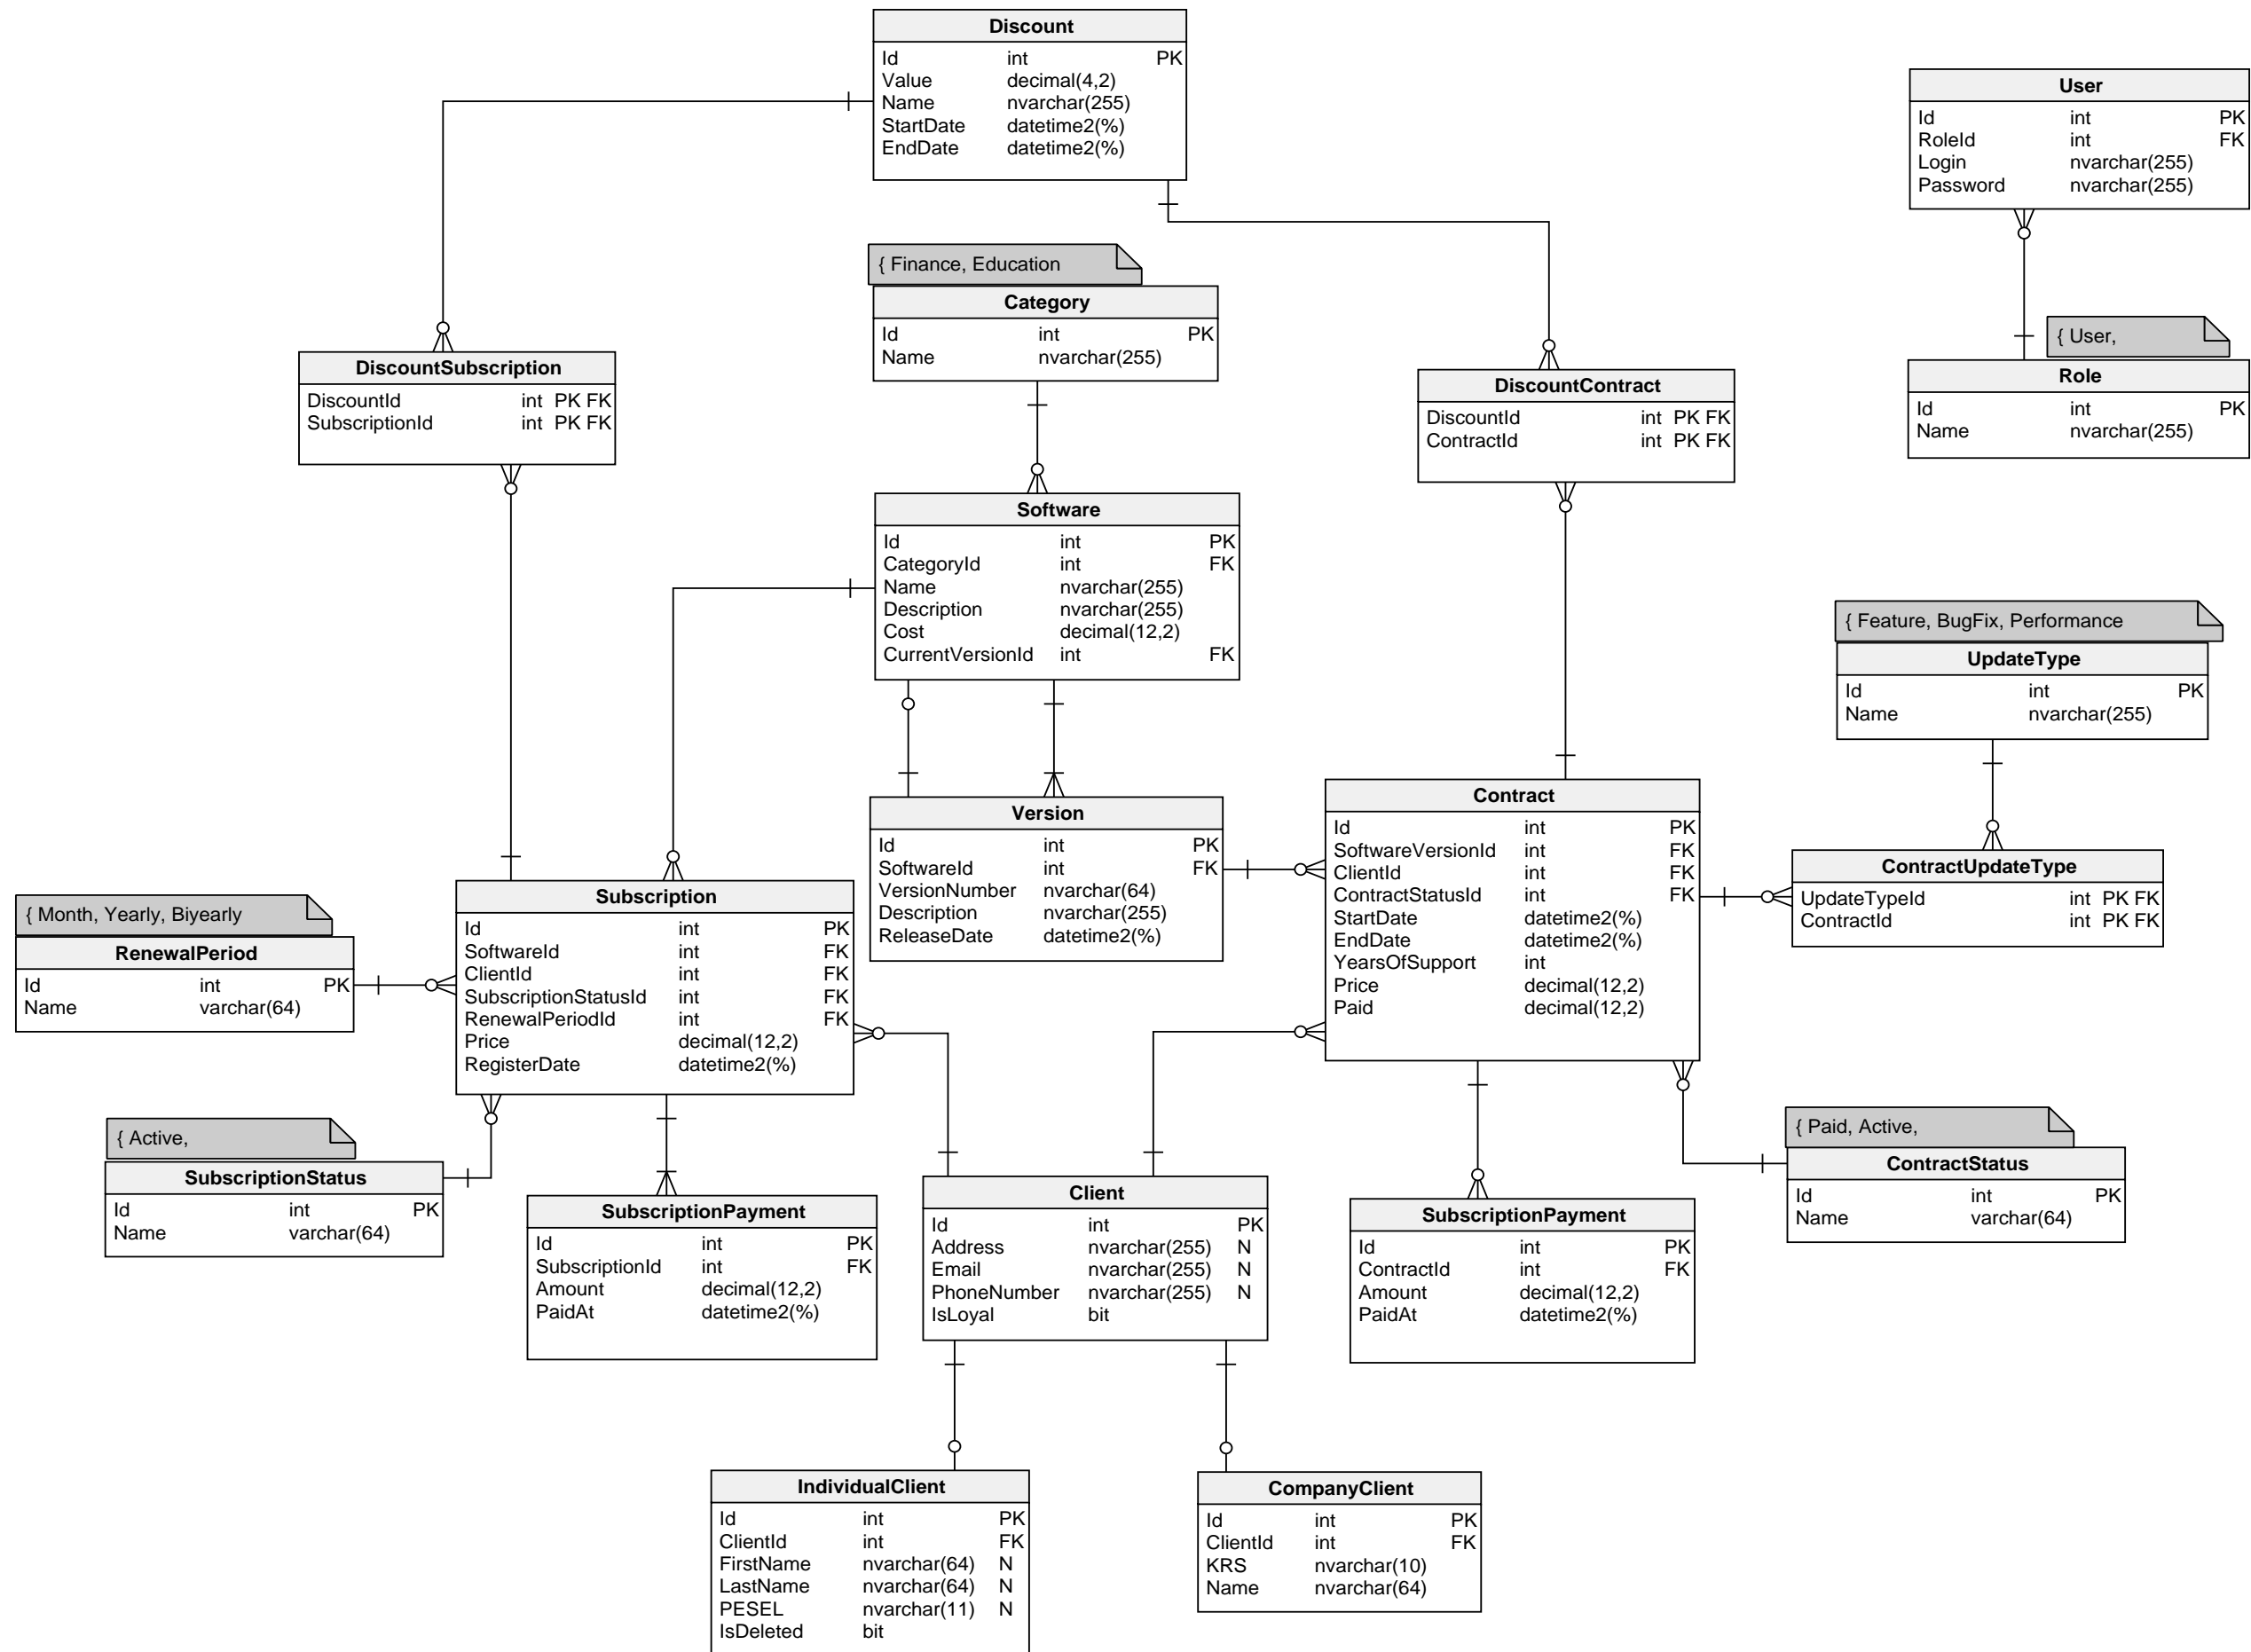 Discount
Id int PK
Value decimal(4,2)
Name nvarchar(255)
StartDate datetime2(%)
EndDate datetime2(%)
User
Id int PK
RoleId int FK
Login nvarchar(255)
Password nvarchar(255)
{ Finance, Education
Category
Id int PK
Name nvarchar(255)
{ User,
Role
Id int PK
Name nvarchar(255)
DiscountSubscription
DiscountId int PK FK
SubscriptionId int PK FK
DiscountContract
DiscountId int PK FK
ContractId int PK FK
Software
Id int PK
CategoryId int FK
Name nvarchar(255)
Description nvarchar(255)
Cost decimal(12,2)
CurrentVersionId int FK
{ Feature, BugFix, Performance
UpdateType
Id int PK
Name nvarchar(255)
Version
Id int PK
SoftwareId int FK
VersionNumber nvarchar(64)
Description nvarchar(255)
ReleaseDate datetime2(%)
Contract
Id int PK
SoftwareVersionId int FK
ClientId int FK
ContractStatusId int FK
StartDate datetime2(%)
EndDate datetime2(%)
YearsOfSupport int
Price decimal(12,2)
Paid decimal(12,2)
ContractUpdateType
UpdateTypeId int PK FK
ContractId int PK FK
{ Month, Yearly, Biyearly
RenewalPeriod
Id int PK
Name varchar(64)
Subscription
Id int PK
SoftwareId int FK
ClientId int FK
SubscriptionStatusId int FK
RenewalPeriodId int FK
Price decimal(12,2)
RegisterDate datetime2(%)
{ Active,
SubscriptionStatus
Id int PK
Name varchar(64)
SubscriptionPayment
Id int PK
SubscriptionId int FK
Amount decimal(12,2)
PaidAt datetime2(%)
Client
Id int PK
Address nvarchar(255) N
Email nvarchar(255) N
PhoneNumber nvarchar(255) N
IsLoyal bit
SubscriptionPayment
Id int PK
ContractId int FK
Amount decimal(12,2)
PaidAt datetime2(%)
{ Paid, Active,
ContractStatus
Id int PK
Name varchar(64)
IndividualClient
Id int PK
ClientId int FK
FirstName nvarchar(64) N
LastName nvarchar(64) N
PESEL nvarchar(11) N
IsDeleted bit
CompanyClient
Id int PK
ClientId int FK
KRS nvarchar(10)
Name nvarchar(64)